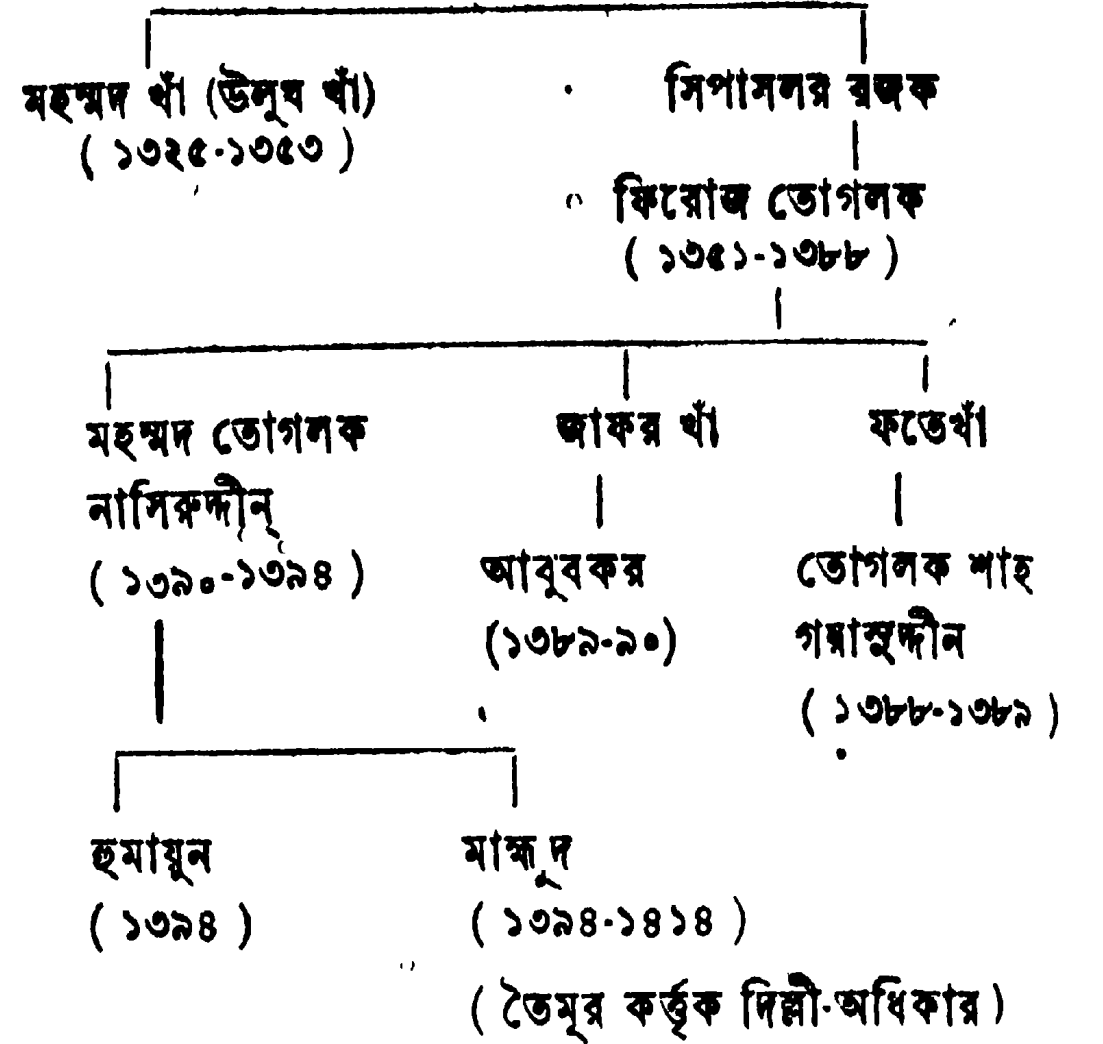 মহম্মদ খাঁ (উলুঘ খাঁ) সিপাসলর রজক
( ১৩২৫-১৩৫৩ )
ফিরোজ তোগলক
( ১৩৫১-১৩৮৮ )
মহম্মদ তোগলক জাফর খাঁ ফতেখাঁ
নাসিরুদ্দীন্
( ১৩৯০-১৩৯৪ ) আবুবকর তোগলক শাহ
(১৩৮৯-৯০) গয়াসুদ্দীন
( ১৩৮৮-১৩৮৯ )
হুমায়ুন মাহ্মূদ
( ১৩৯৪ ) ( ১৩৯৪-১৪১৪ )
( তৈমূর কর্ত্তৃক দিল্লী-অধিকার )